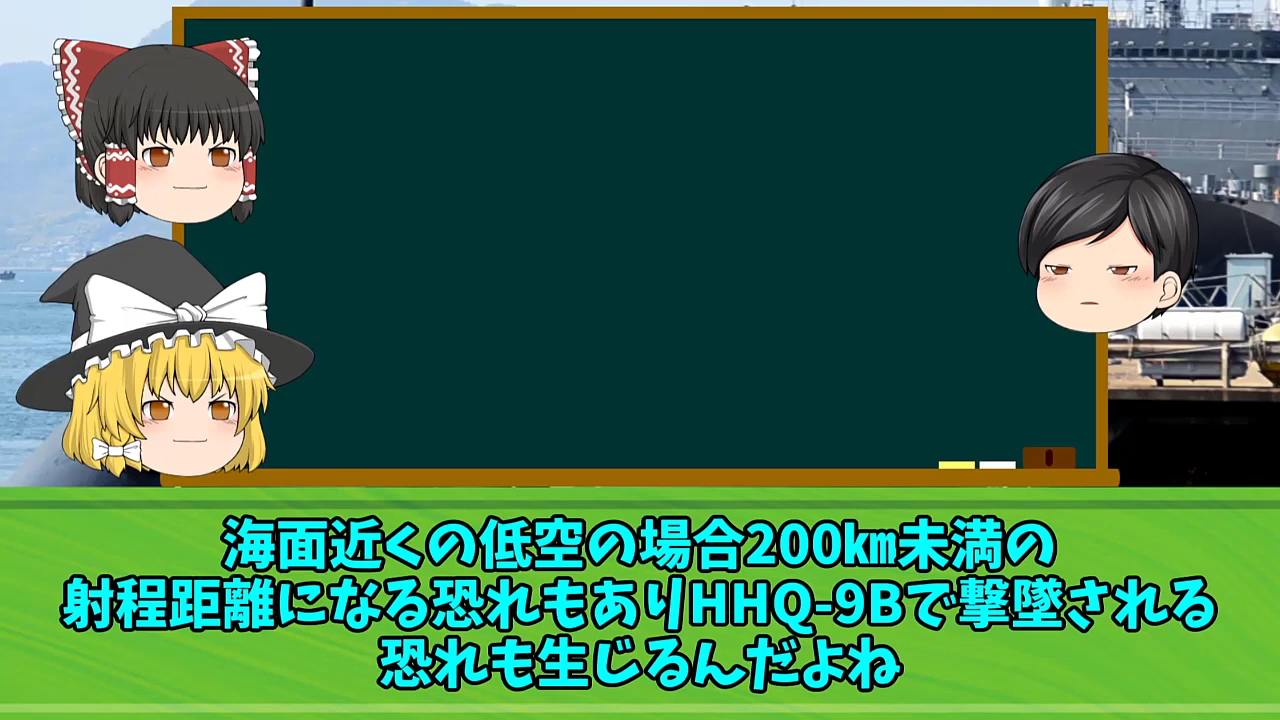 海面近くの低空の場合200㎞未満の
射程距離になる恐れもありHHQ-9Bで撃墜される
恐れも生じるんだよね